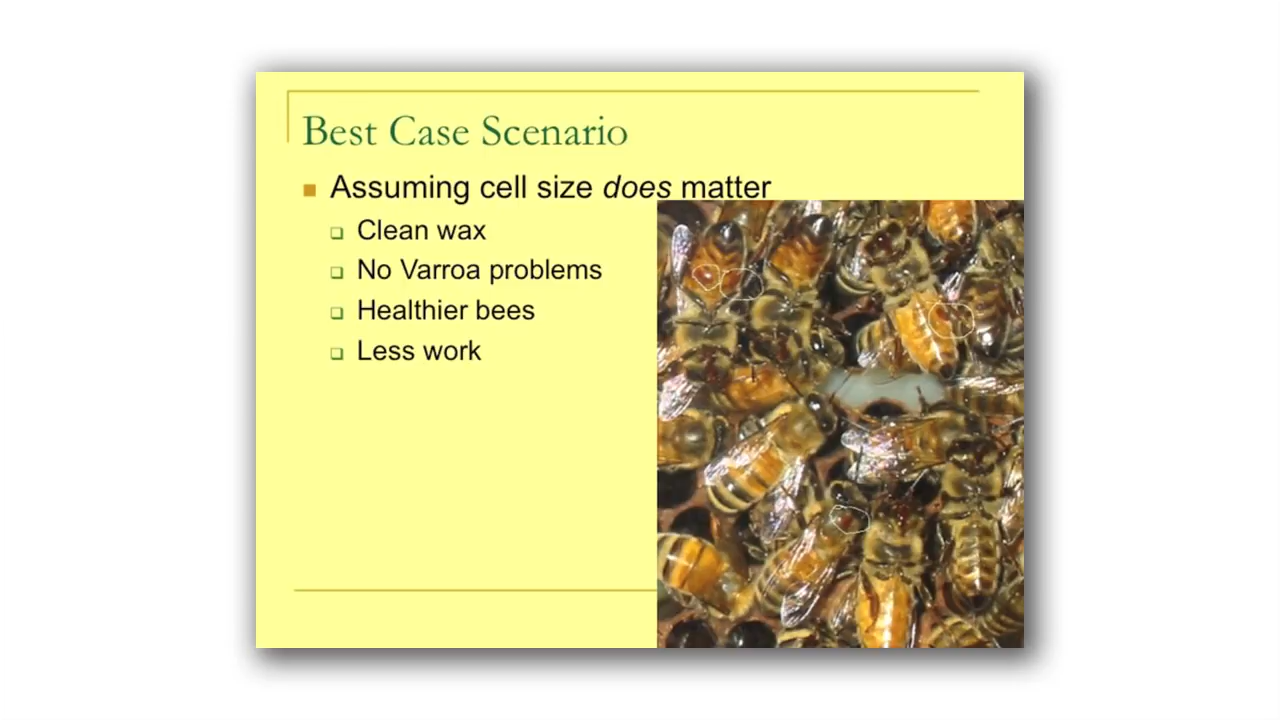 Best Case Scenario
Assuming cell size does matter
Clean wax
No Varroa problems
Healthier bees
Less work